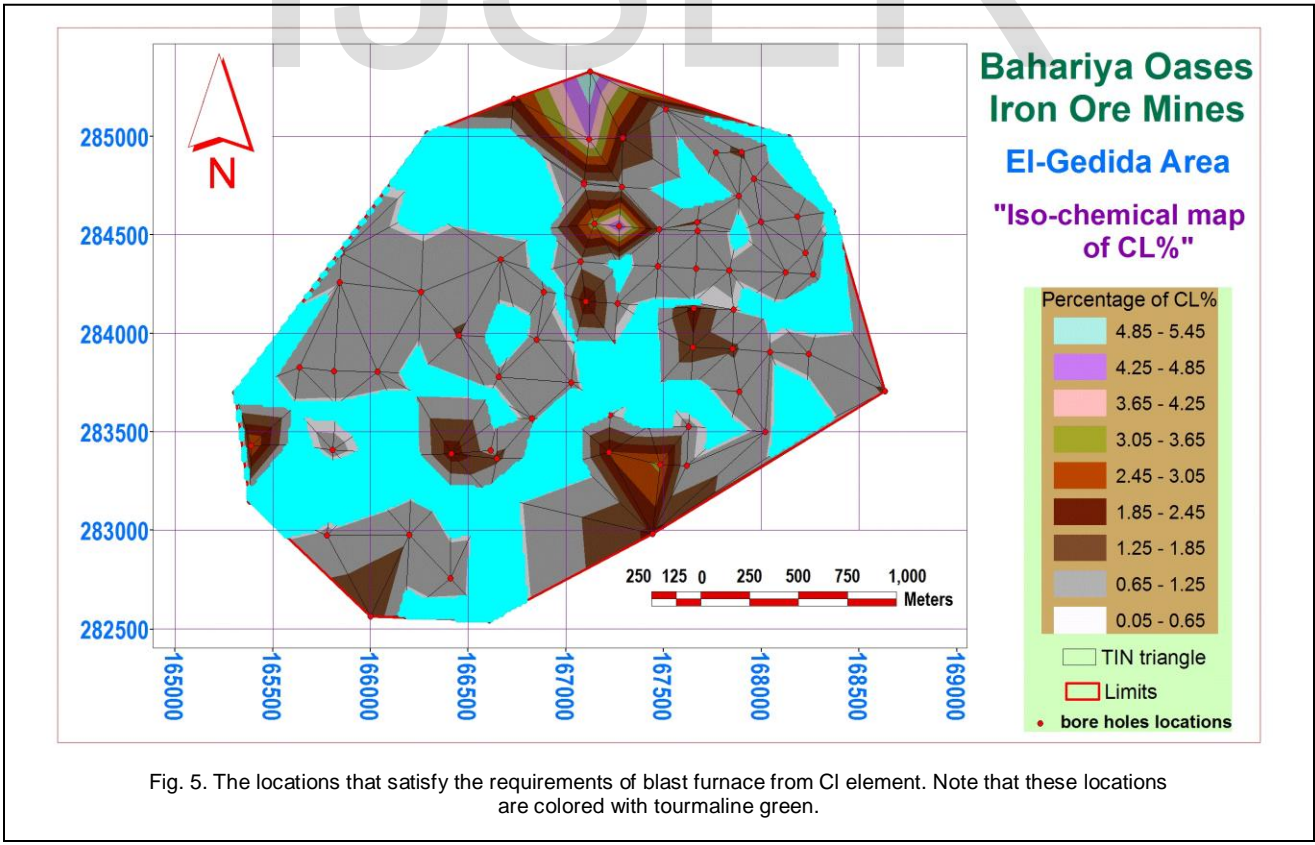 IJSER
Bahariya Oases
Iron Ore Mines
El-Gedida Area
"Iso-chemical map
of CL%"
N
285000
284500
284000
283500
283000
282500
165000
165500
166000
166500
167000
167500
168000
168500
169000
250 125 0 250 500 750 1,000
Meters
Percentage of CL%
4.85 - 5.45
4.25 - 4.85
3.65 - 4.25
3.05 - 3.65
2.45 - 3.05
1.85 - 2.45
1.25 - 1.85
0.65 - 1.25
0.05 - 0.65
TIN triangle
Limits
bore holes locations
Fig. 5. The locations that satisfy the requirements of blast furnace from Cl element. Note that these locations
are colored with tourmaline green.